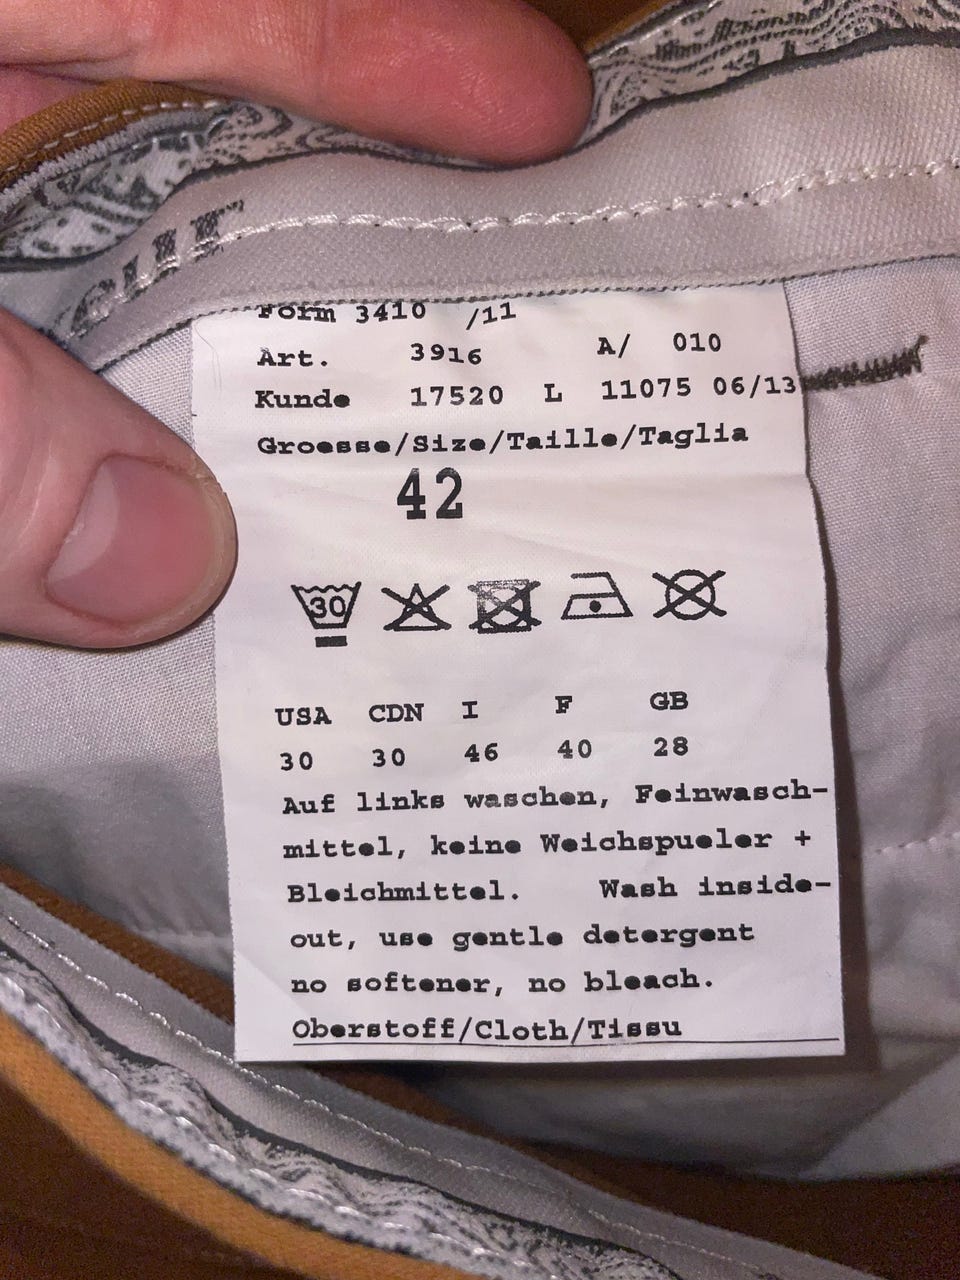 Form 3410 /11
Art. 3916 A/ 010
Kunde 17520 L 11075 06/13
Groesse/Size/Taille/Taglia
42
30
USA CDN I F GB
30 30 46 40 28
Auf links waschen, Feinwasch-
mittel, keine Weichspueler +
Bleichmittel. Wash inside-
out, use gentle detergent
no softener, no bleach.
Oberstoff/Cloth/Tissu